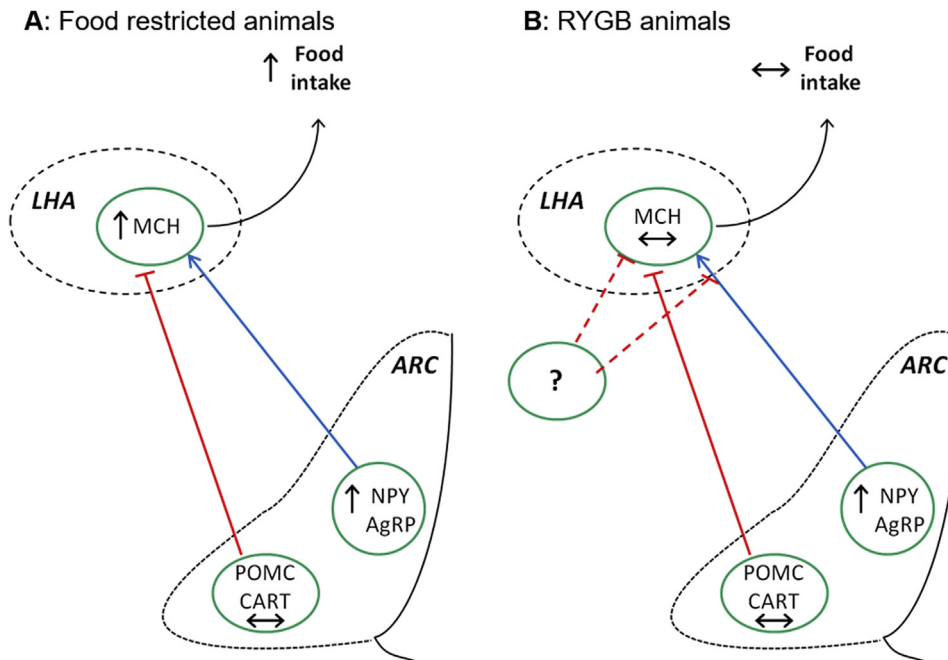 A: Food restricted animals
↑ Food
intake
LHA
↑ MCH
ARC
↑ NPY
AgRP
POMC
CART
↔
B: RYGB animals
↔ Food
intake
LHA
MCH
↔
?
ARC
↑ NPY
AgRP
POMC
CART
↔